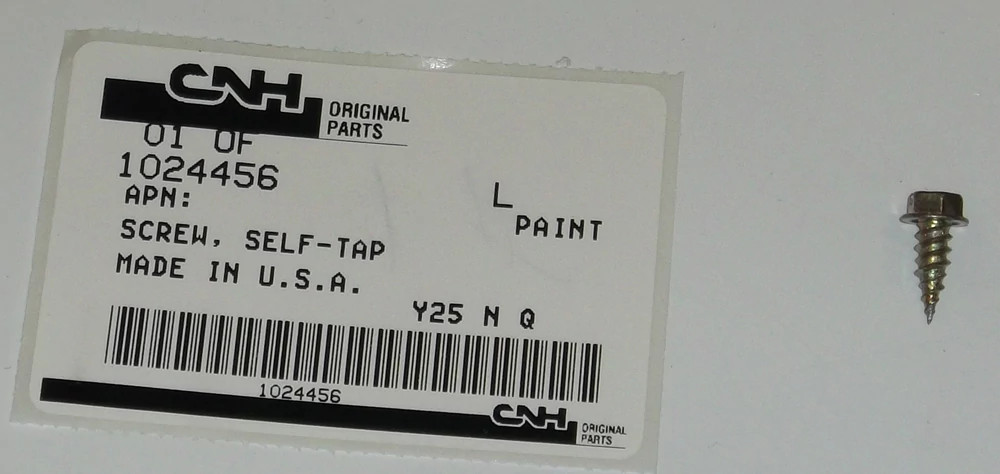 CNH ORIGINAL PARTS
01 OF
1024456
APN:
L
PAINT
SCREW, SELF-TAP
MADE IN U.S.A.
Y25 N Q
1024456
CNH ORIGINAL PARTS